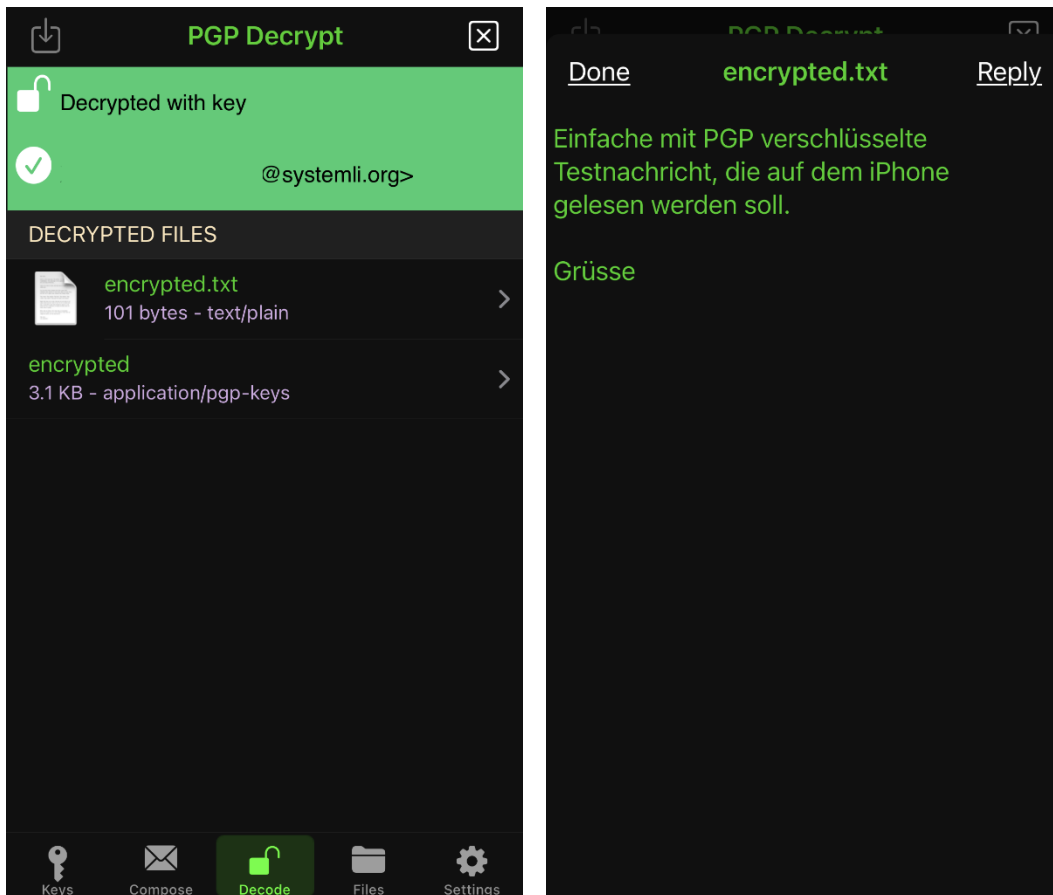 PGP Decrypt
Decrypted with key
@systemli.org>
DECRYPTED FILES
encrypted.txt
101 bytes - text/plain
encrypted
3.1 KB - application/pgp-keys
Keys
Compose
Decode
Files
Settings
PGP Decrypt
Done
encrypted.txt
Reply
Einfache mit PGP verschlüsselte
Testnachricht, die auf dem iPhone
gelesen werden soll.
Grüsse